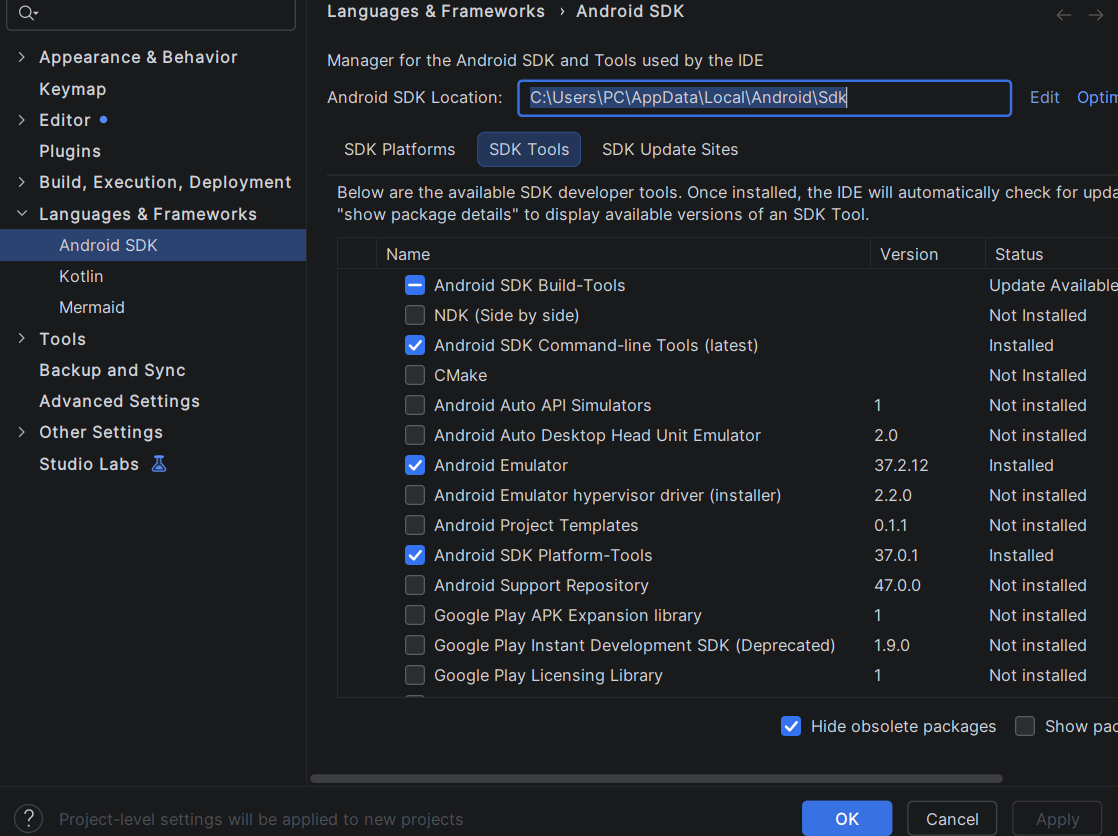 Languages & Frameworks › Android SDK
Appearance & Behavior
Keymap
Editor
Plugins
Build, Execution, Deployment
Languages & Frameworks
Android SDK
Kotlin
Mermaid
Tools
Backup and Sync
Advanced Settings
Other Settings
Studio Labs
Manager for the Android SDK and Tools used by the IDE
Android SDK Location: C:\Users\PC\AppData\Local\Android\Sdk Edit Optim
SDK Platforms SDK Tools SDK Update Sites
Below are the available SDK developer tools. Once installed, the IDE will automatically check for upda
"show package details" to display available versions of an SDK Tool.
Name Version Status
Android SDK Build-Tools Update Available
NDK (Side by side) Not Installed
Android SDK Command-line Tools (latest) Installed
CMake Not Installed
Android Auto API Simulators 1 Not installed
Android Auto Desktop Head Unit Emulator 2.0 Not installed
Android Emulator 37.2.12 Installed
Android Emulator hypervisor driver (installer) 2.2.0 Not installed
Android Project Templates 0.1.1 Not installed
Android SDK Platform-Tools 37.0.1 Installed
Android Support Repository 47.0.0 Not installed
Google Play APK Expansion library 1 Not installed
Google Play Instant Development SDK (Deprecated) 1.9.0 Not installed
Google Play Licensing Library 1 Not installed
Hide obsolete packages Show pac
? Project-level settings will be applied to new projects
OK Cancel Apply